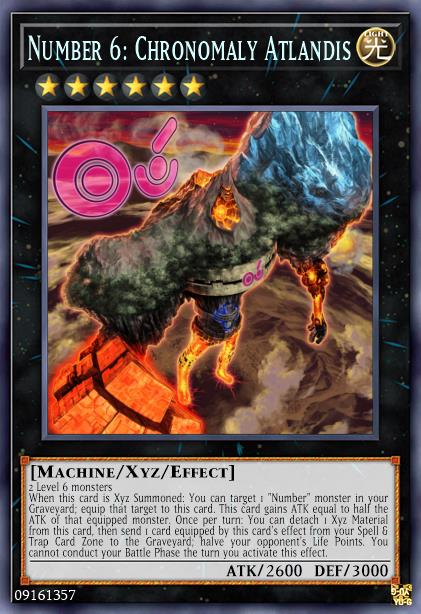 Number 6: Chronomaly Atlandis
LIGHT
光
[Machine/Xyz/Effect]
2 Level 6 monsters
When this card is Xyz Summoned: You can target 1 "Number" monster in your
Graveyard; equip that target to this card. This card gains ATK equal to half the
ATK of that equipped monster. Once per turn: You can detach 1 Xyz Material
from this card, then send 1 card equipped by this card's effect from your Spell &
Trap Card Zone to the Graveyard; halve your opponent's Life Points. You
cannot conduct your Battle Phase the turn you activate this effect.
ATK/2600 DEF/3000
09161357